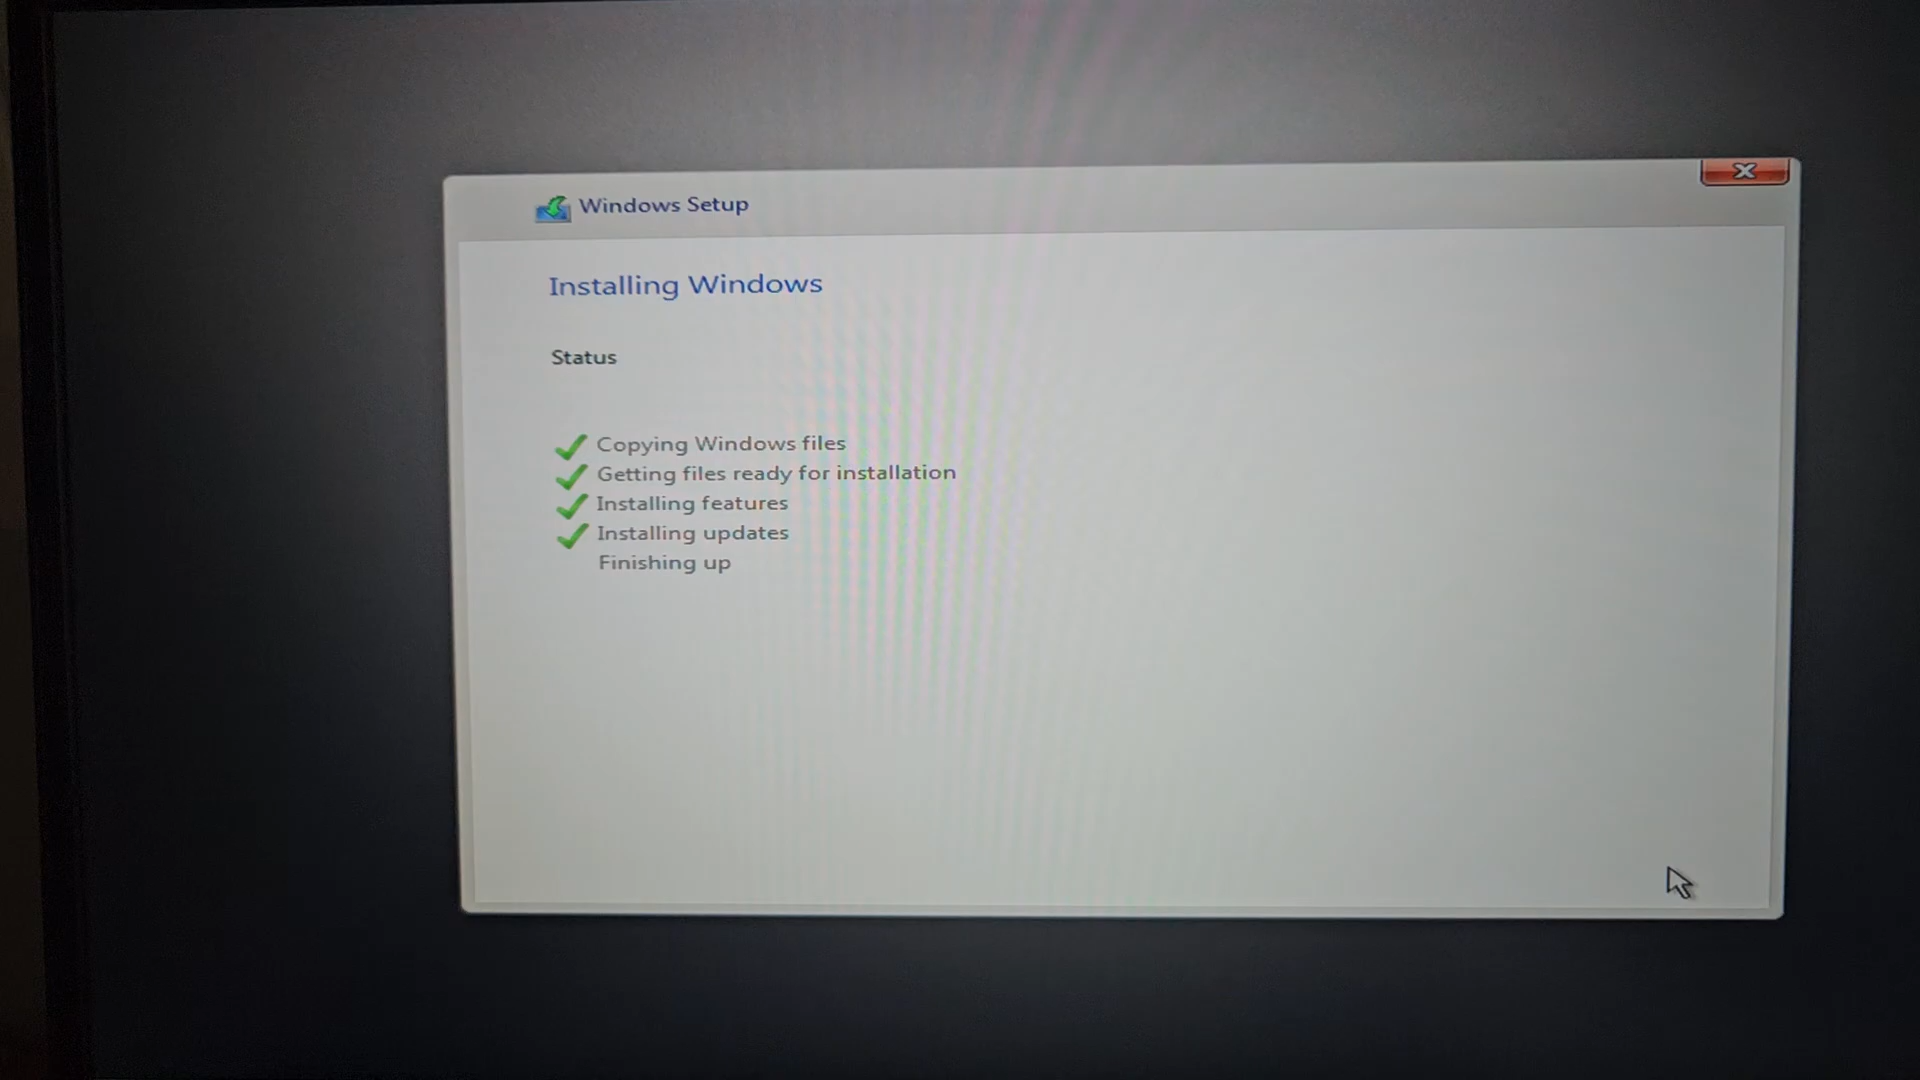 Windows Setup
Installing Windows
Status
Copying Windows files
Getting files ready for installation
Installing features
Installing updates
Finishing up